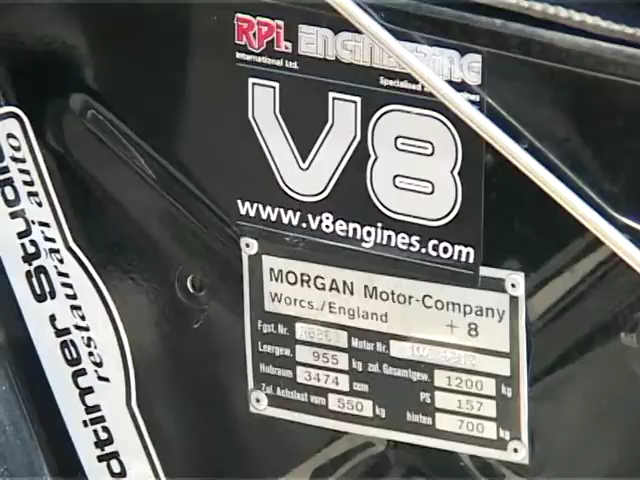 RPi. ENGINEERING
International Ltd.
Specialised
V8
www.v8engines.com
MORGAN Motor-Company
Worcs./England
+8
Fgst. Nr. Motor Nr.
Leergew. 955 kg zul. Gesamtgew. 1200 kg
Hubraum 3474 ccm PS 157
Zul. Achslast vorn 550 kg hinten 700 kg
dtimer Studio
restaurări auto